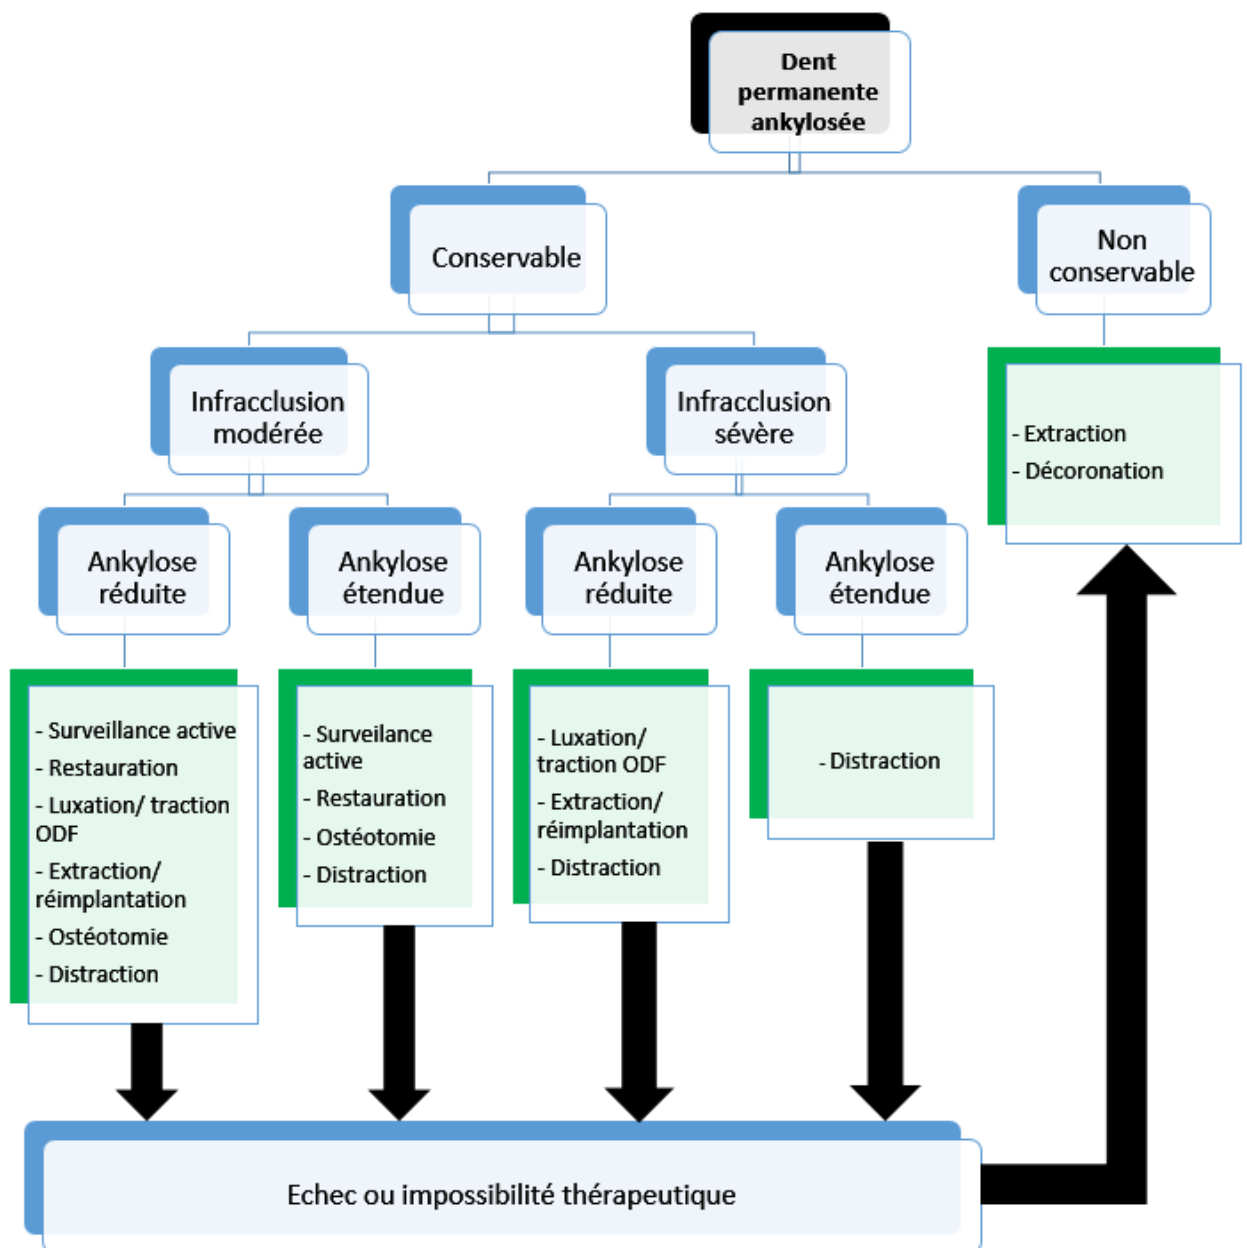 Dent
permanente
ankylosée
Conservable
Non
conservable
Infracclusion
modérée
Infracclusion
sévère
- Extraction
- Décoronation
Ankylose
réduite
Ankylose
étendue
Ankylose
réduite
Ankylose
étendue
- Surveillance active
- Restauration
- Luxation/ traction
ODF
- Extraction/
réimplantation
- Ostéotomie
- Distraction
- Surveilance
active
- Restauration
- Ostéotomie
- Distraction
- Luxation/
traction ODF
- Extraction/
réimplantation
- Distraction
- Distraction
Echec ou impossibilité thérapeutique